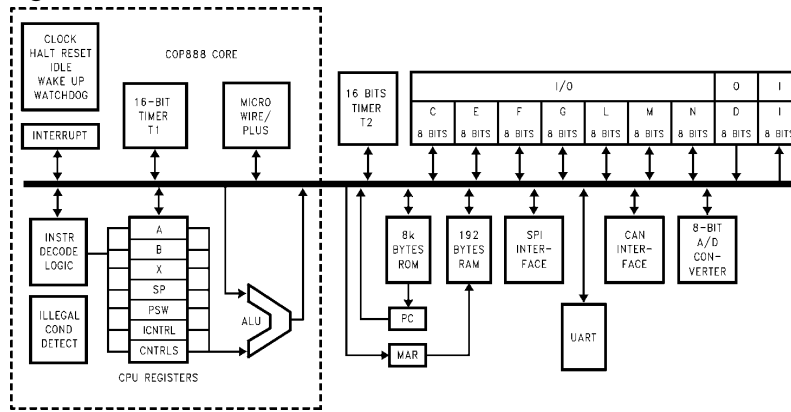 CLOCK
HALT RESET
IDLE
WAKE UP
WATCHDOG
COP888 CORE
INTERRUPT
16-BIT
TIMER
T1
MICRO
WIRE/
PLUS
16 BITS
TIMER
T2
I/O O I
C E F G L M N D I
8 BITS 8 BITS 8 BITS 8 BITS 8 BITS 8 BITS 8 BITS 8 BITS 8 BITS
INSTR
DECODE
LOGIC
ILLEGAL
COND
DETECT
A
B
X
SP
PSW
ICNTRL
CNTRLS
CPU REGISTERS
ALU
8k
BYTES
ROM
192
BYTES
RAM
SPI
INTER-
FACE
CAN
INTER-
FACE
8-BIT
A/D
CON-
VERTER
PC
MAR
UART